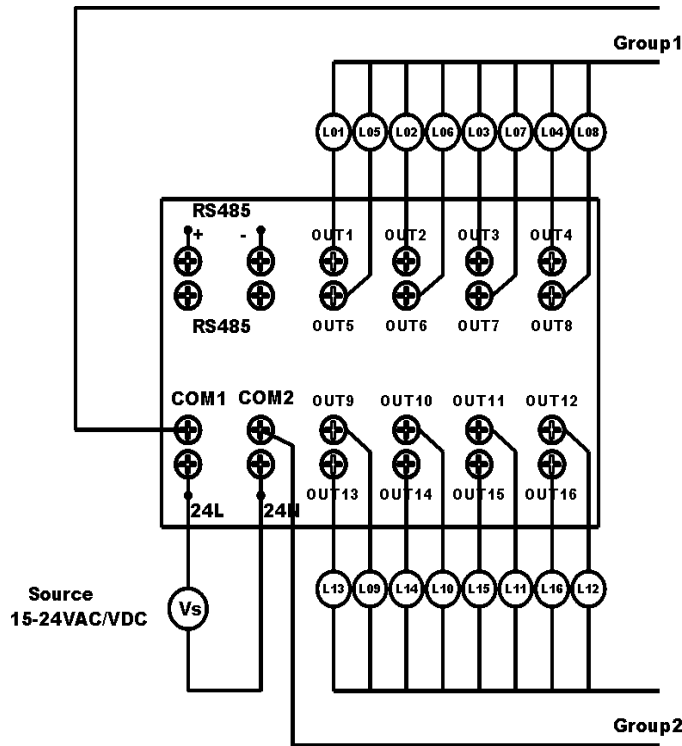 Group1
L01 L05 L02 L06 L03 L07 L04 L08
RS485
+ - OUT1 OUT2 OUT3 OUT4
RS485 OUT5 OUT6 OUT7 OUT8
COM1 COM2 OUT9 OUT10 OUT11 OUT12
OUT13 OUT14 OUT15 OUT16
24L 24N
Source
15-24VAC/VDC
Vs
L13 L09 L14 L10 L15 L11 L16 L12
Group2